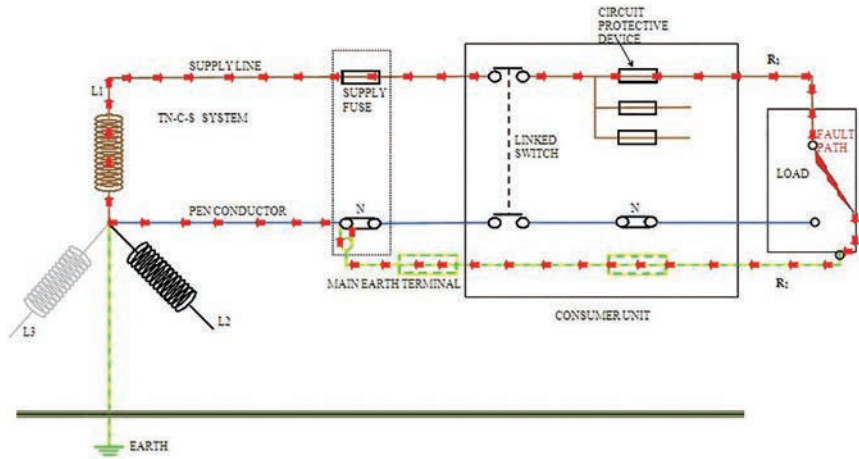 CIRCUIT
PROTECTIVE
DEVICE
SUPPLY LINE
R₁
L1
SUPPLY
FUSE
TN-C-S SYSTEM
LINKED
SWITCH
FAULT
PATH
LOAD
PEN CONDUCTOR
N
N
MAIN EARTH TERMINAL
R₂
CONSUMER UNIT
L3
L2
EARTH